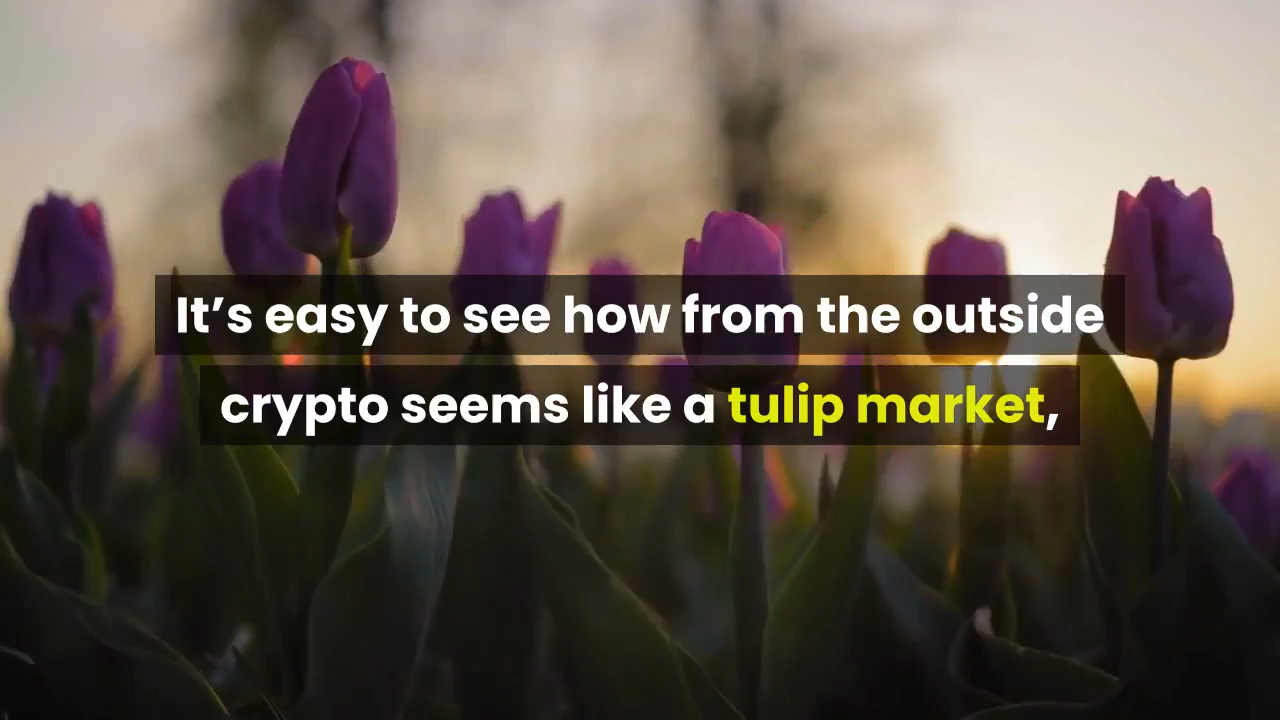 It’s easy to see how from the outside
crypto seems like a tulip market,